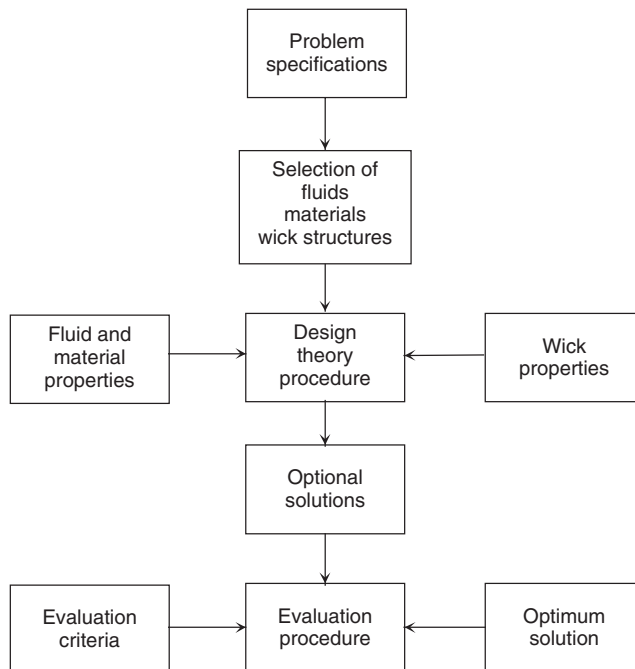 Problem
specifications
Selection of
fluids
materials
wick structures
Fluid and
material
properties
Design
theory
procedure
Wick
properties
Optional
solutions
Evaluation
criteria
Evaluation
procedure
Optimum
solution